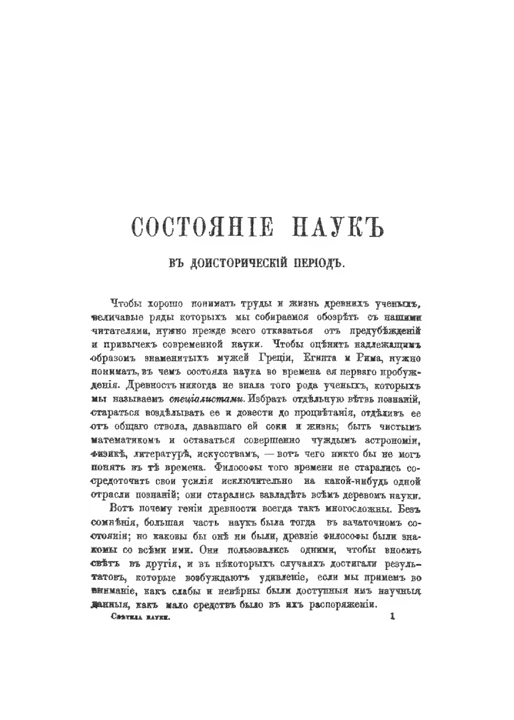 СОСТОЯНІЕ НАУКЪ
ВЪ ДОИСТОРИЧЕСКІЙ ПЕРІОДЪ.
Чтобы хорошо понимать труды и жизнь древнихъ ученыхъ,
величавые ряды которыхъ мы собираемся обозрѣть съ нашими
читателями, нужно прежде всего отказаться отъ предубѣжденій
и привычекъ современной науки. Чтобы оцѣнить надлежащимъ
образомъ знаменитыхъ мужей Греціи, Египта и Рима, нужно
понимать, въ чемъ состояла наука во времена ея перваго пробуж-
денія. Древность никогда не знала того рода ученыхъ, которыхъ
мы называемъ спеціалистами. Избрать отдѣльную вѣтвь познаній,
стараться воздѣлывать ее и довести до процвѣтанія, отдѣливъ ее
отъ общаго ствола, дававшаго ей соки и жизнь; быть чистымъ
математикомъ и оставаться совершенно чуждымъ астрономіи,
физикѣ, литературѣ, искусствамъ, — вотъ чего никто бы не могъ
понять въ тѣ времена. Философы того времени не старались со-
средоточить свои усилія исключительно на какой-нибудь одной
отрасли познаній; они старались завладѣть всѣмъ деревомъ науки.
Вотъ почему геніи древности всегда такъ многосложны. Безъ
сомнѣнія, большая часть наукъ была тогда въ зачаточномъ со-
стояніи; но каковы бы онѣ ни были, древніе философы были зна-
комы со всѣми ими. Они пользовались одними, чтобы вносить
свѣтъ въ другія, и въ нѣкоторыхъ случаяхъ достигали резуль-
татовъ, которые возбуждаютъ удивленіе, если мы примемъ во
вниманіе, какъ слабы и невѣрны были доступныя имъ научныя
данныя, какъ мало средствъ было въ ихъ распоряженіи.
Свѣтила науки. 1